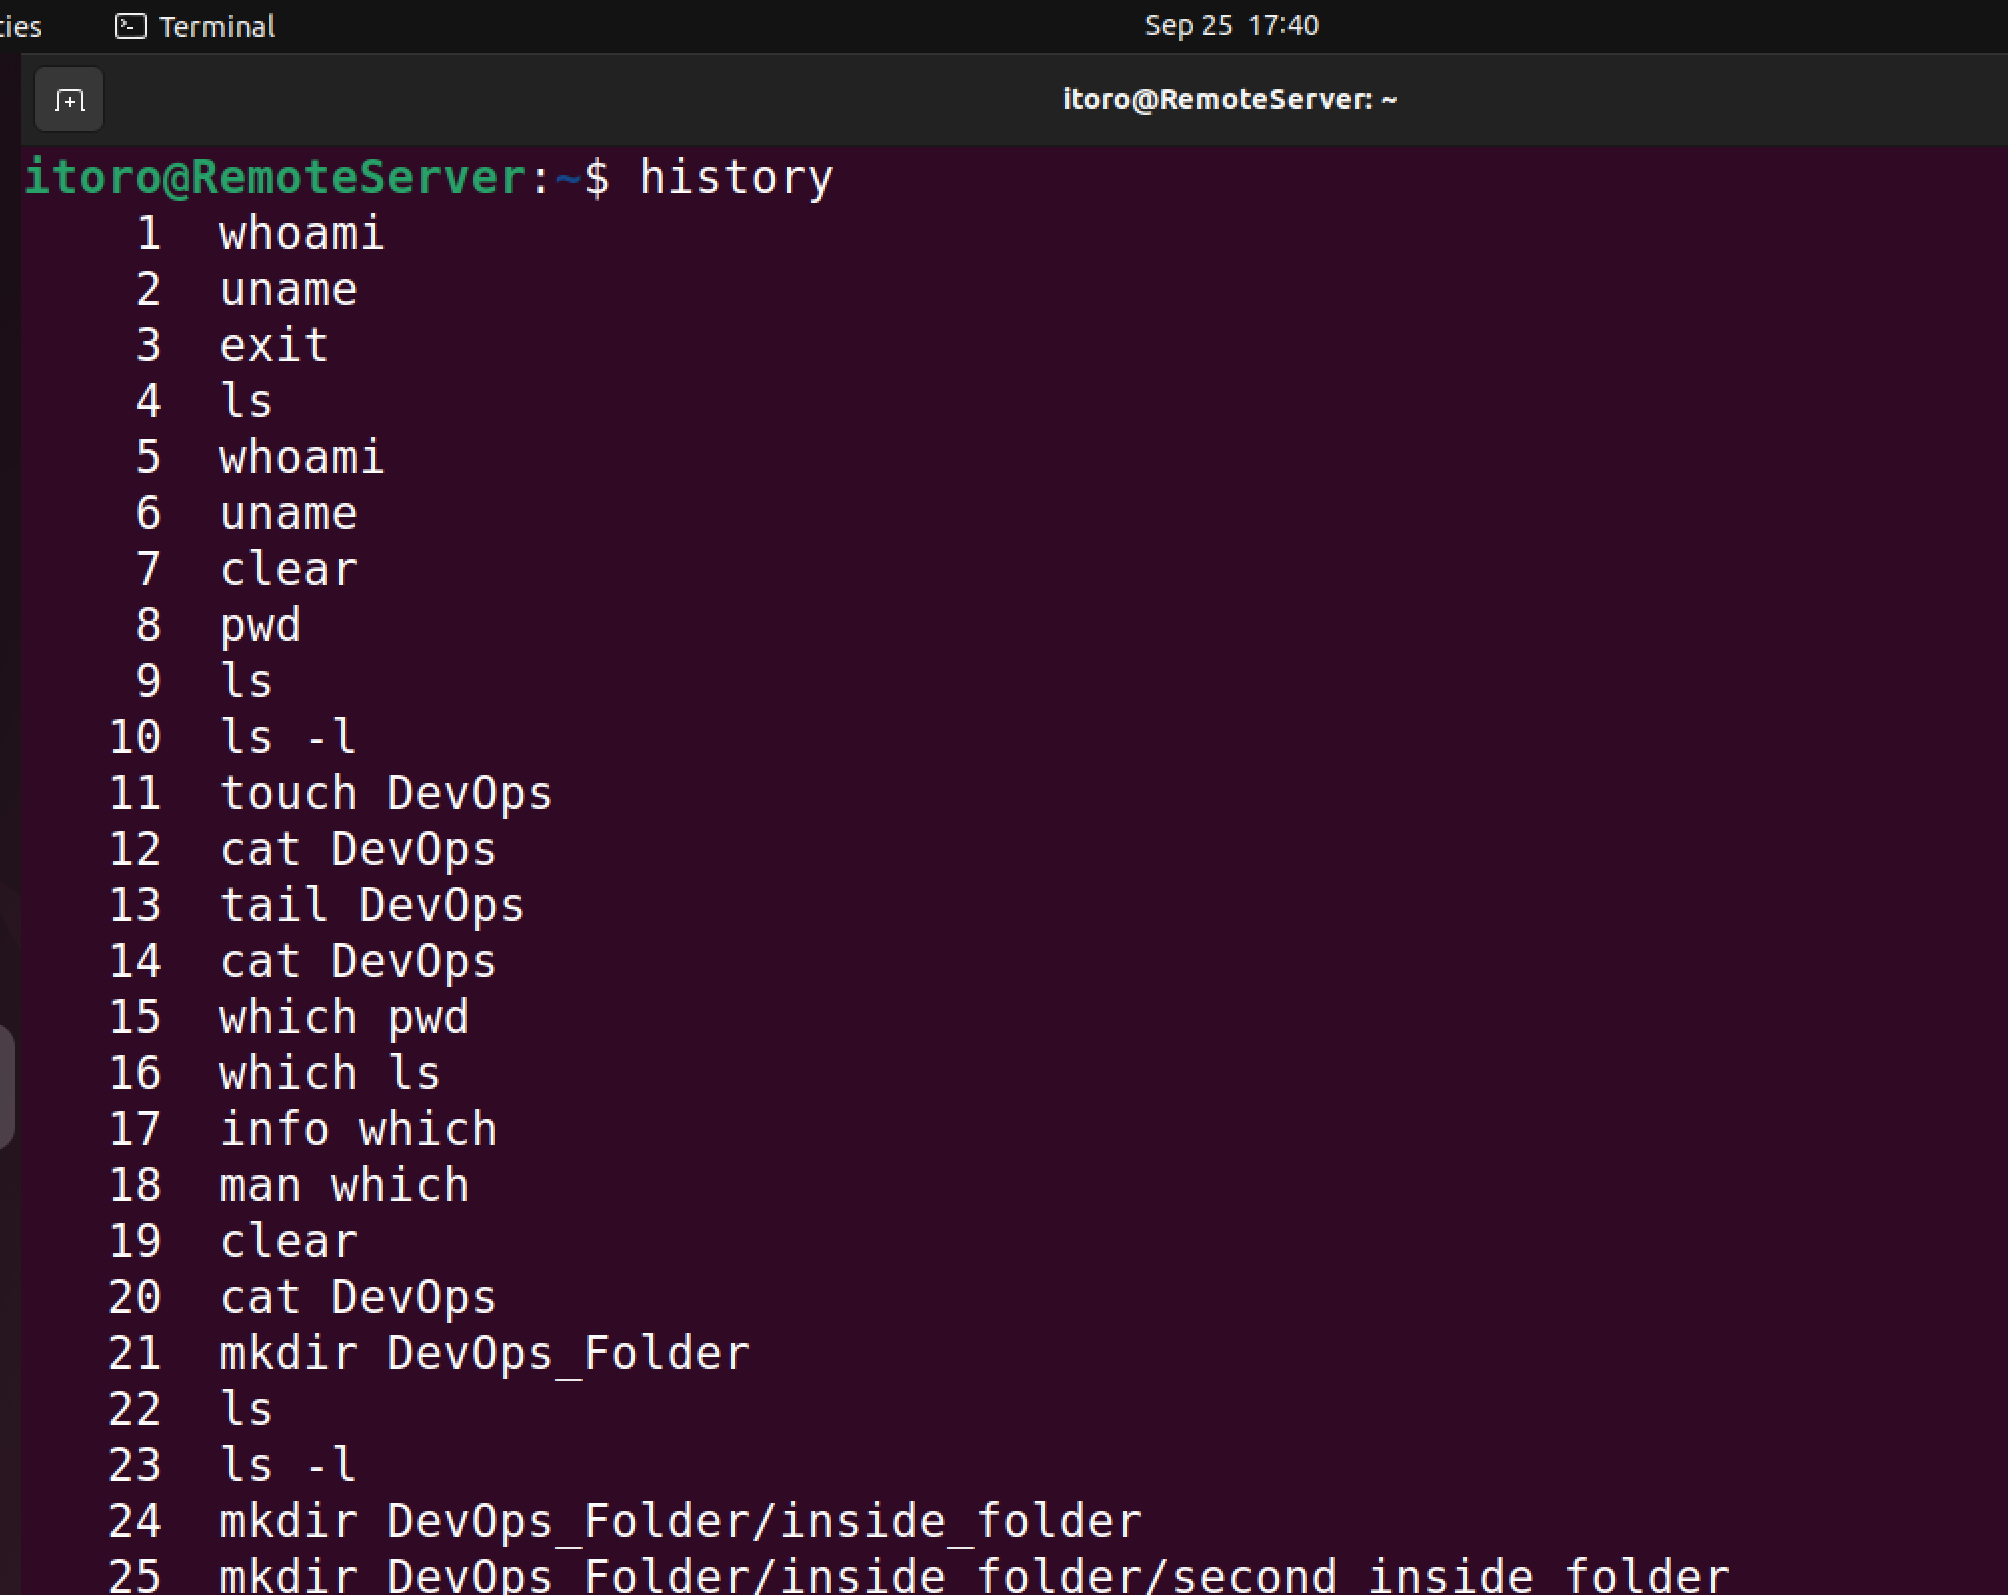 ties Terminal Sep 25 17:40
itoro@RemoteServer: ~
itoro@RemoteServer:~$ history
1 whoami
2 uname
3 exit
4 ls
5 whoami
6 uname
7 clear
8 pwd
9 ls
10 ls -l
11 touch DevOps
12 cat DevOps
13 tail DevOps
14 cat DevOps
15 which pwd
16 which ls
17 info which
18 man which
19 clear
20 cat DevOps
21 mkdir DevOps_Folder
22 ls
23 ls -l
24 mkdir DevOps_Folder/inside_folder
25 mkdir DevOps_Folder/inside_folder/second_inside_folder